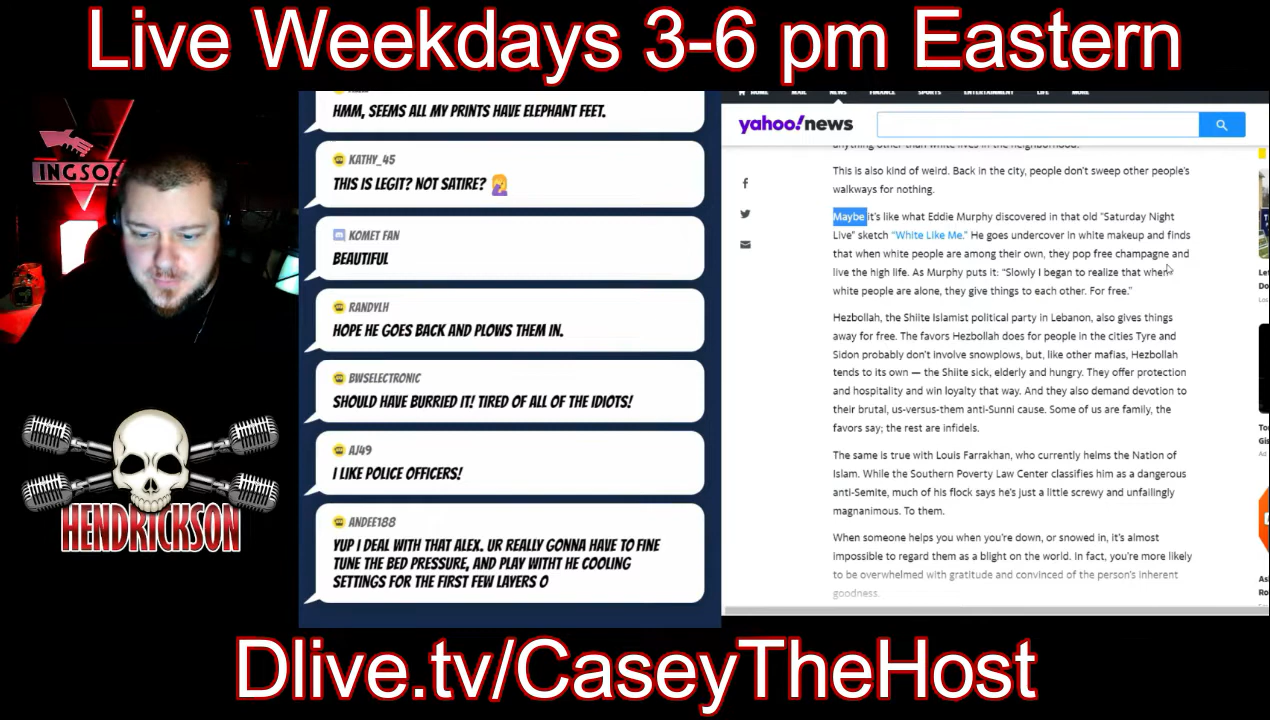 Live Weekdays 3-6 pm Eastern
INGSO
HENDRICKSON
HMM, SEEMS ALL MY PRINTS HAVE ELEPHANT FEET.
KATHY_45
THIS IS LEGIT? NOT SATIRE? 🤦
KOMET FAN
BEAUTIFUL
RANDYLH
HOPE HE GOES BACK AND PLOWS THEM IN.
BWSELECTRONIC
SHOULD HAVE BURRIED IT! TIRED OF ALL OF THE IDIOTS!
AJ49
I LIKE POLICE OFFICERS!
ANDEE188
YUP I DEAL WITH THAT ALEX. UR REALLY GONNA HAVE TO FINE
TUNE THE BED PRESSURE, AND PLAY WITHT HE COOLING
SETTINGS FOR THE FIRST FEW LAYERS O
HOME MAIL NEWS FINANCE SPORTS ENTERTAINMENT LIFE MORE
yahoo!news
anything other than white lives in the neighborhood.
This is also kind of weird. Back in the city, people don't sweep other people's
walkways for nothing.
Maybe it's like what Eddie Murphy discovered in that old "Saturday Night
Live" sketch "White Like Me." He goes undercover in white makeup and finds
that when white people are among their own, they pop free champagne and
live the high life. As Murphy puts it: "Slowly I began to realize that when
white people are alone, they give things to each other. For free."
Hezbollah, the Shiite Islamist political party in Lebanon, also gives things
away for free. The favors Hezbollah does for people in the cities Tyre and
Sidon probably don't involve snowplows, but, like other mafias, Hezbollah
tends to its own — the Shiite sick, elderly and hungry. They offer protection
and hospitality and win loyalty that way. And they also demand devotion to
their brutal, us-versus-them anti-Sunni cause. Some of us are family, the
favors say; the rest are infidels.
The same is true with Louis Farrakhan, who currently helms the Nation of
Islam. While the Southern Poverty Law Center classifies him as a dangerous
anti-Semite, much of his flock says he's just a little screwy and unfailingly
magnanimous. To them.
When someone helps you when you're down, or snowed in, it's almost
impossible to regard them as a blight on the world. In fact, you're more likely
to be overwhelmed with gratitude and convinced of the person's inherent
goodness.
Dlive.tv/CaseyTheHost